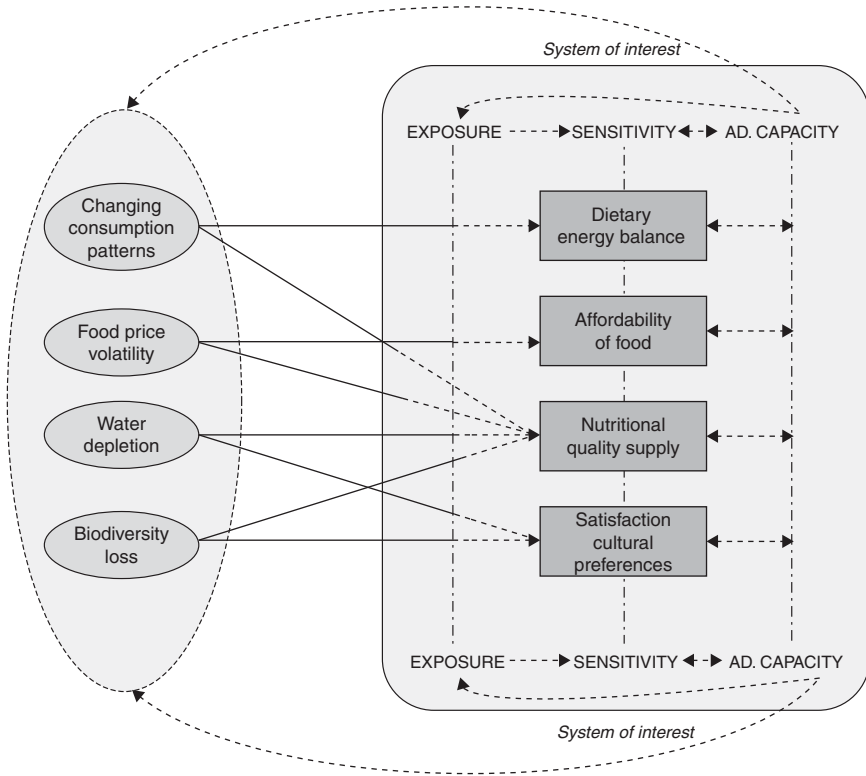 System of interest
EXPOSURE
SENSITIVITY
AD. CAPACITY
Changing
consumption
patterns
Dietary
energy balance
Food price
volatility
Affordability
of food
Water
depletion
Nutritional
quality supply
Biodiversity
loss
Satisfaction
cultural
preferences
EXPOSURE
SENSITIVITY
AD. CAPACITY
System of interest